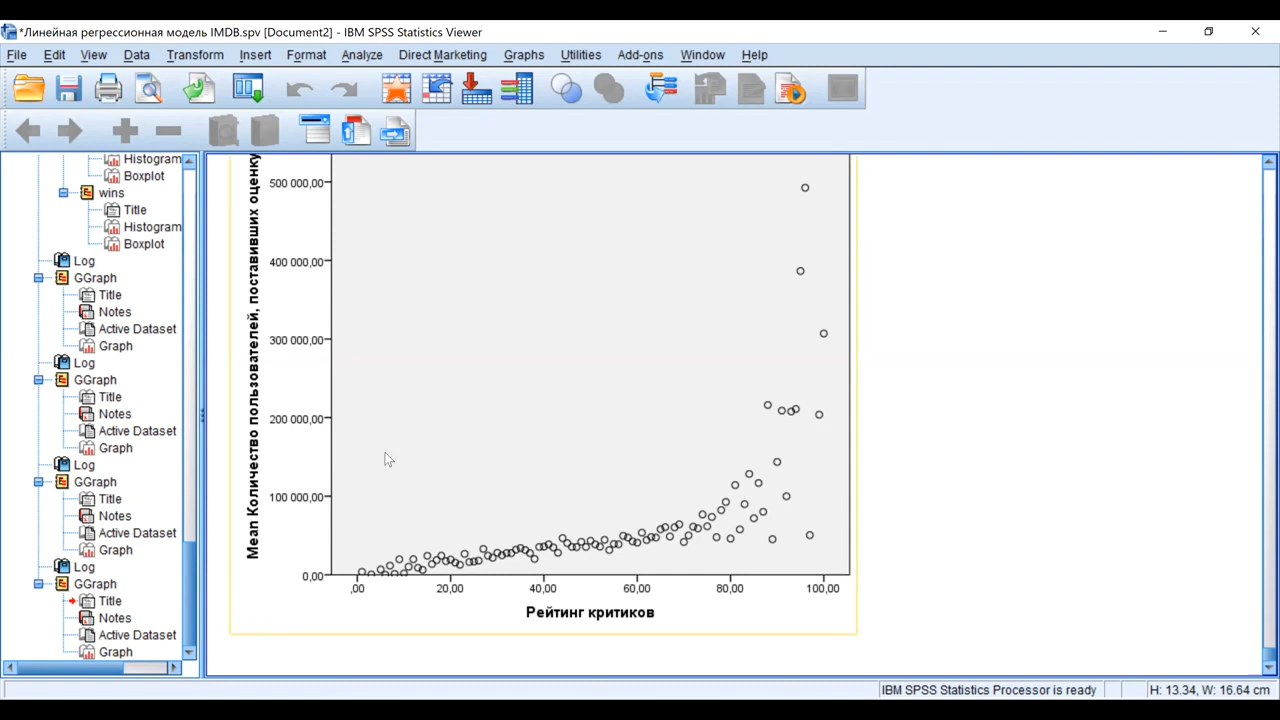 *Линейная регрессионная модель IMDB.spv [Document2] - IBM SPSS Statistics Viewer
File Edit View Data Transform Insert Format Analyze Direct Marketing Graphs Utilities Add-ons Window Help
Histogram
Boxplot
wins
Title
Histogram
Boxplot
Log
GGraph
Title
Notes
Active Dataset
Graph
Log
GGraph
Title
Notes
Active Dataset
Graph
Log
GGraph
Title
Notes
Active Dataset
Graph
Log
GGraph
Title
Notes
Active Dataset
Graph
Mean Количество пользователей, поставивших оценку
500 000,00
400 000,00
300 000,00
200 000,00
100 000,00
0,00
,00 20,00 40,00 60,00 80,00 100,00
Рейтинг критиков
IBM SPSS Statistics Processor is ready H: 13.34, W: 16.64 cm